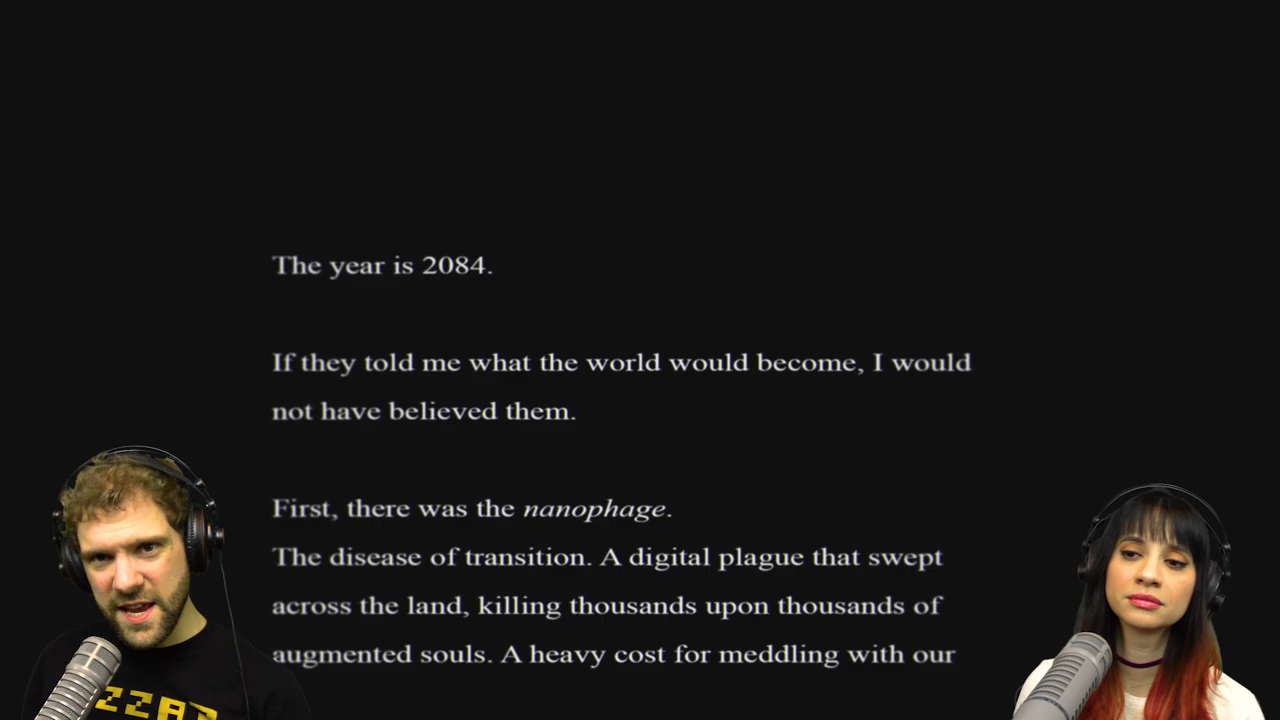 The year is 2084.
If they told me what the world would become, I would
not have believed them.
First, there was the nanophage.
The disease of transition. A digital plague that swept
across the land, killing thousands upon thousands of
augmented souls. A heavy cost for meddling with our